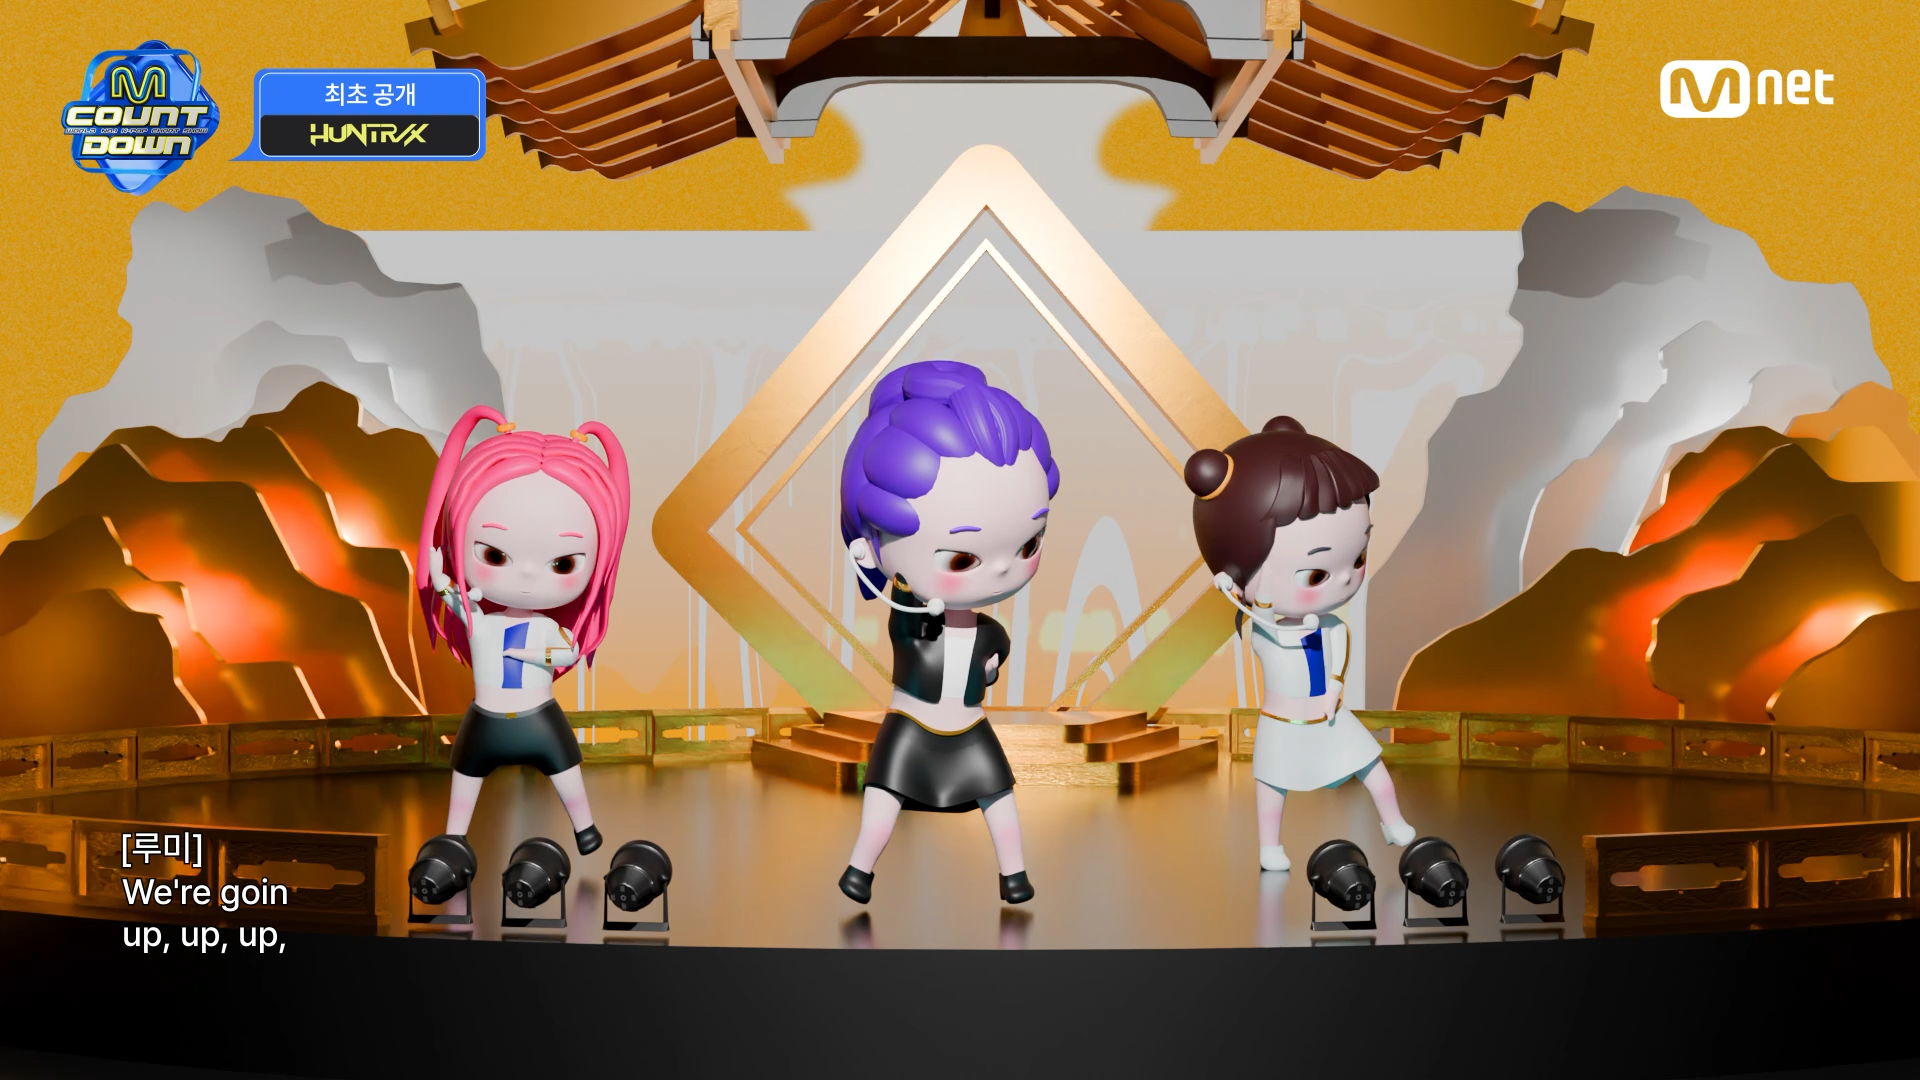 M
COUNT
WORLD NO.1 K-POP CHART SHOW
DOWN
최초 공개
HUNTR/X
Mnet
[루미]
We're goin
up, up, up,